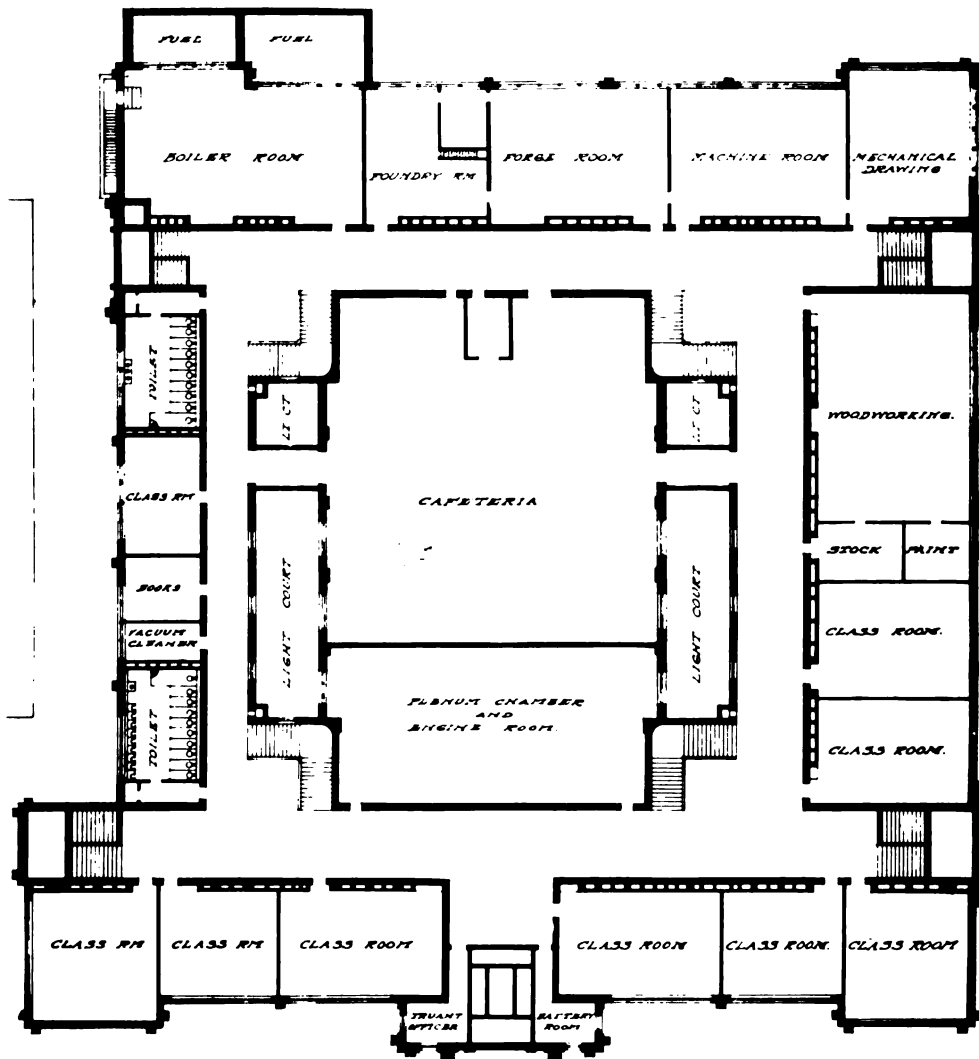 FUEL
FUEL
BOILER ROOM
FOUNDRY RM
FORGE ROOM
MACHINE ROOM
MECHANICAL
DRAWING
TOILET
LT CT
LT CT
WOODWORKING.
CLASS RM
CAFETERIA
STOCK
PAINT
BOOKS
LIGHT COURT
LIGHT COURT
CLASS ROOM.
VACUUM
CLEANER
TOILET
PLENUM CHAMBER
AND
ENGINE ROOM.
CLASS ROOM.
CLASS RM
CLASS RM
CLASS ROOM
CLASS ROOM
CLASS ROOM.
CLASS ROOM
TRUANT
OFFICER
BATTERY
ROOM